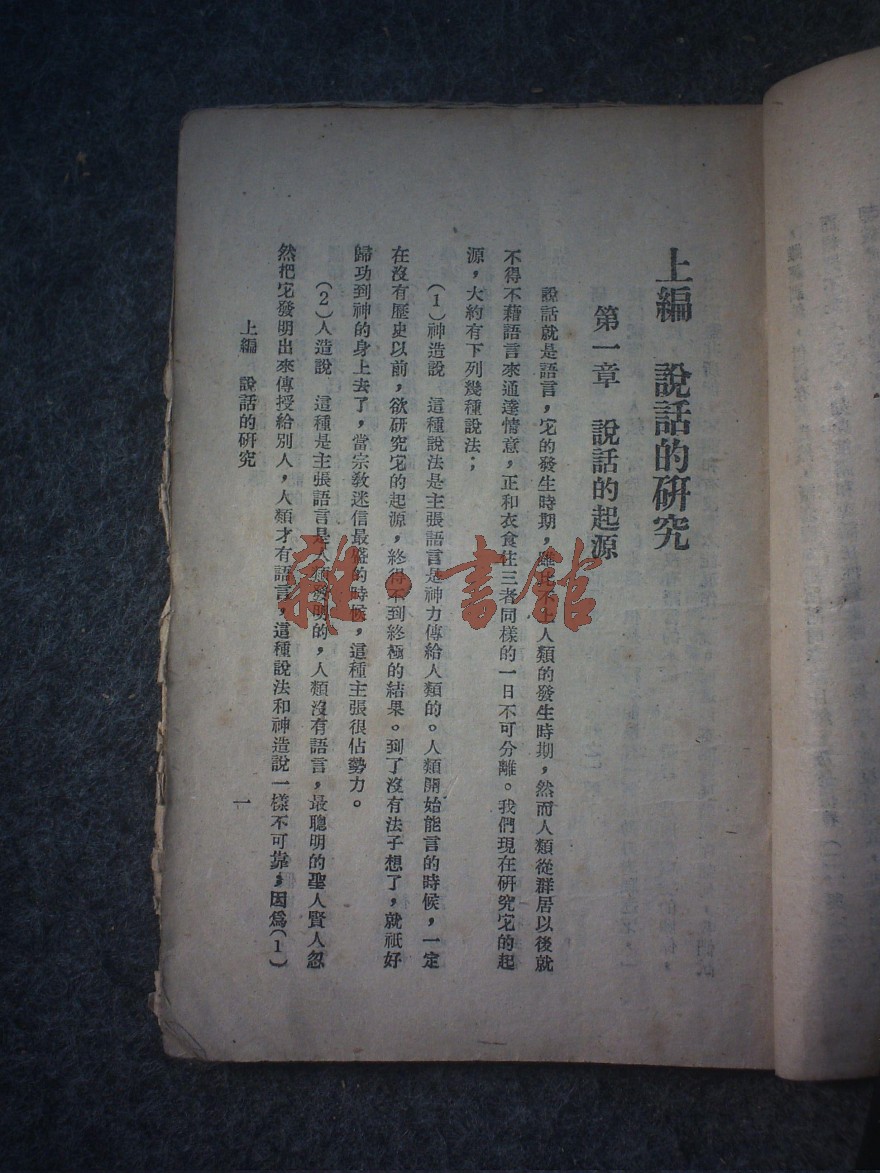 上編　說話的研究
第一章　說話的起源
說話就是語言，它的發生時期，雖比不上人類的發生時期，然而人類從群居以後就
不得不藉語言來通達情意，正和衣食住三者同樣的一日不可分離。我們現在研究它的起
源，大約有下列幾種說法；
（1）神造說　這種說法是主張語言是神力傳給人類的。人類開始能言的時候，一定
在沒有歷史以前，欲研究它的起源，終得不到終極的結果。到了沒有法子想了，就祇好
歸功到神的身上去了，當宗教迷信最盛的時候，這種主張很佔勢力。
（2）人造說　這種是主張語言是人類發明的，人類沒有語言，最聰明的聖人賢人忽
然把它發明出來傳授給別人，人類才有語言，這種說法和神造說一樣不可靠，因爲（1）
上編　說話的研究
一
雜·書館